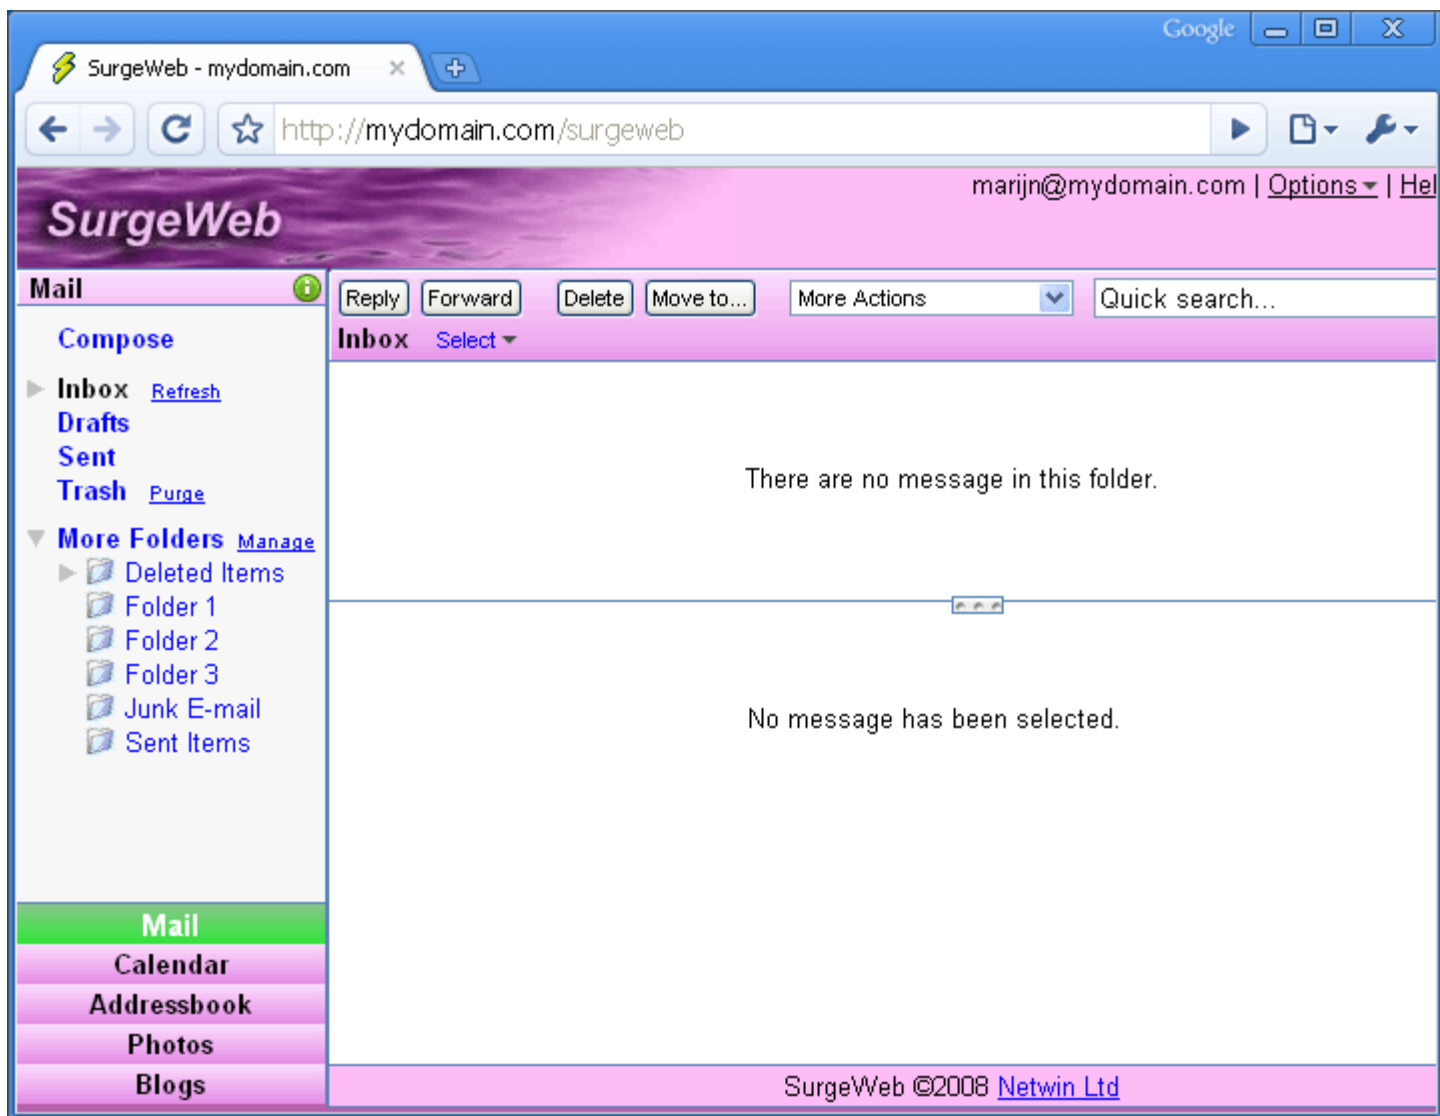 Google
SurgeWeb - mydomain.com
http://mydomain.com/surgeweb
marijn@mydomain.com | Options | Hel
SurgeWeb
Mail
Reply Forward Delete Move to... More Actions Quick search...
Inbox Select
Compose
Inbox Refresh
Drafts
Sent
Trash Purge
More Folders Manage
Deleted Items
Folder 1
Folder 2
Folder 3
Junk E-mail
Sent Items
There are no message in this folder.
No message has been selected.
Mail
Calendar
Addressbook
Photos
Blogs
SurgeWeb ©2008 Netwin Ltd